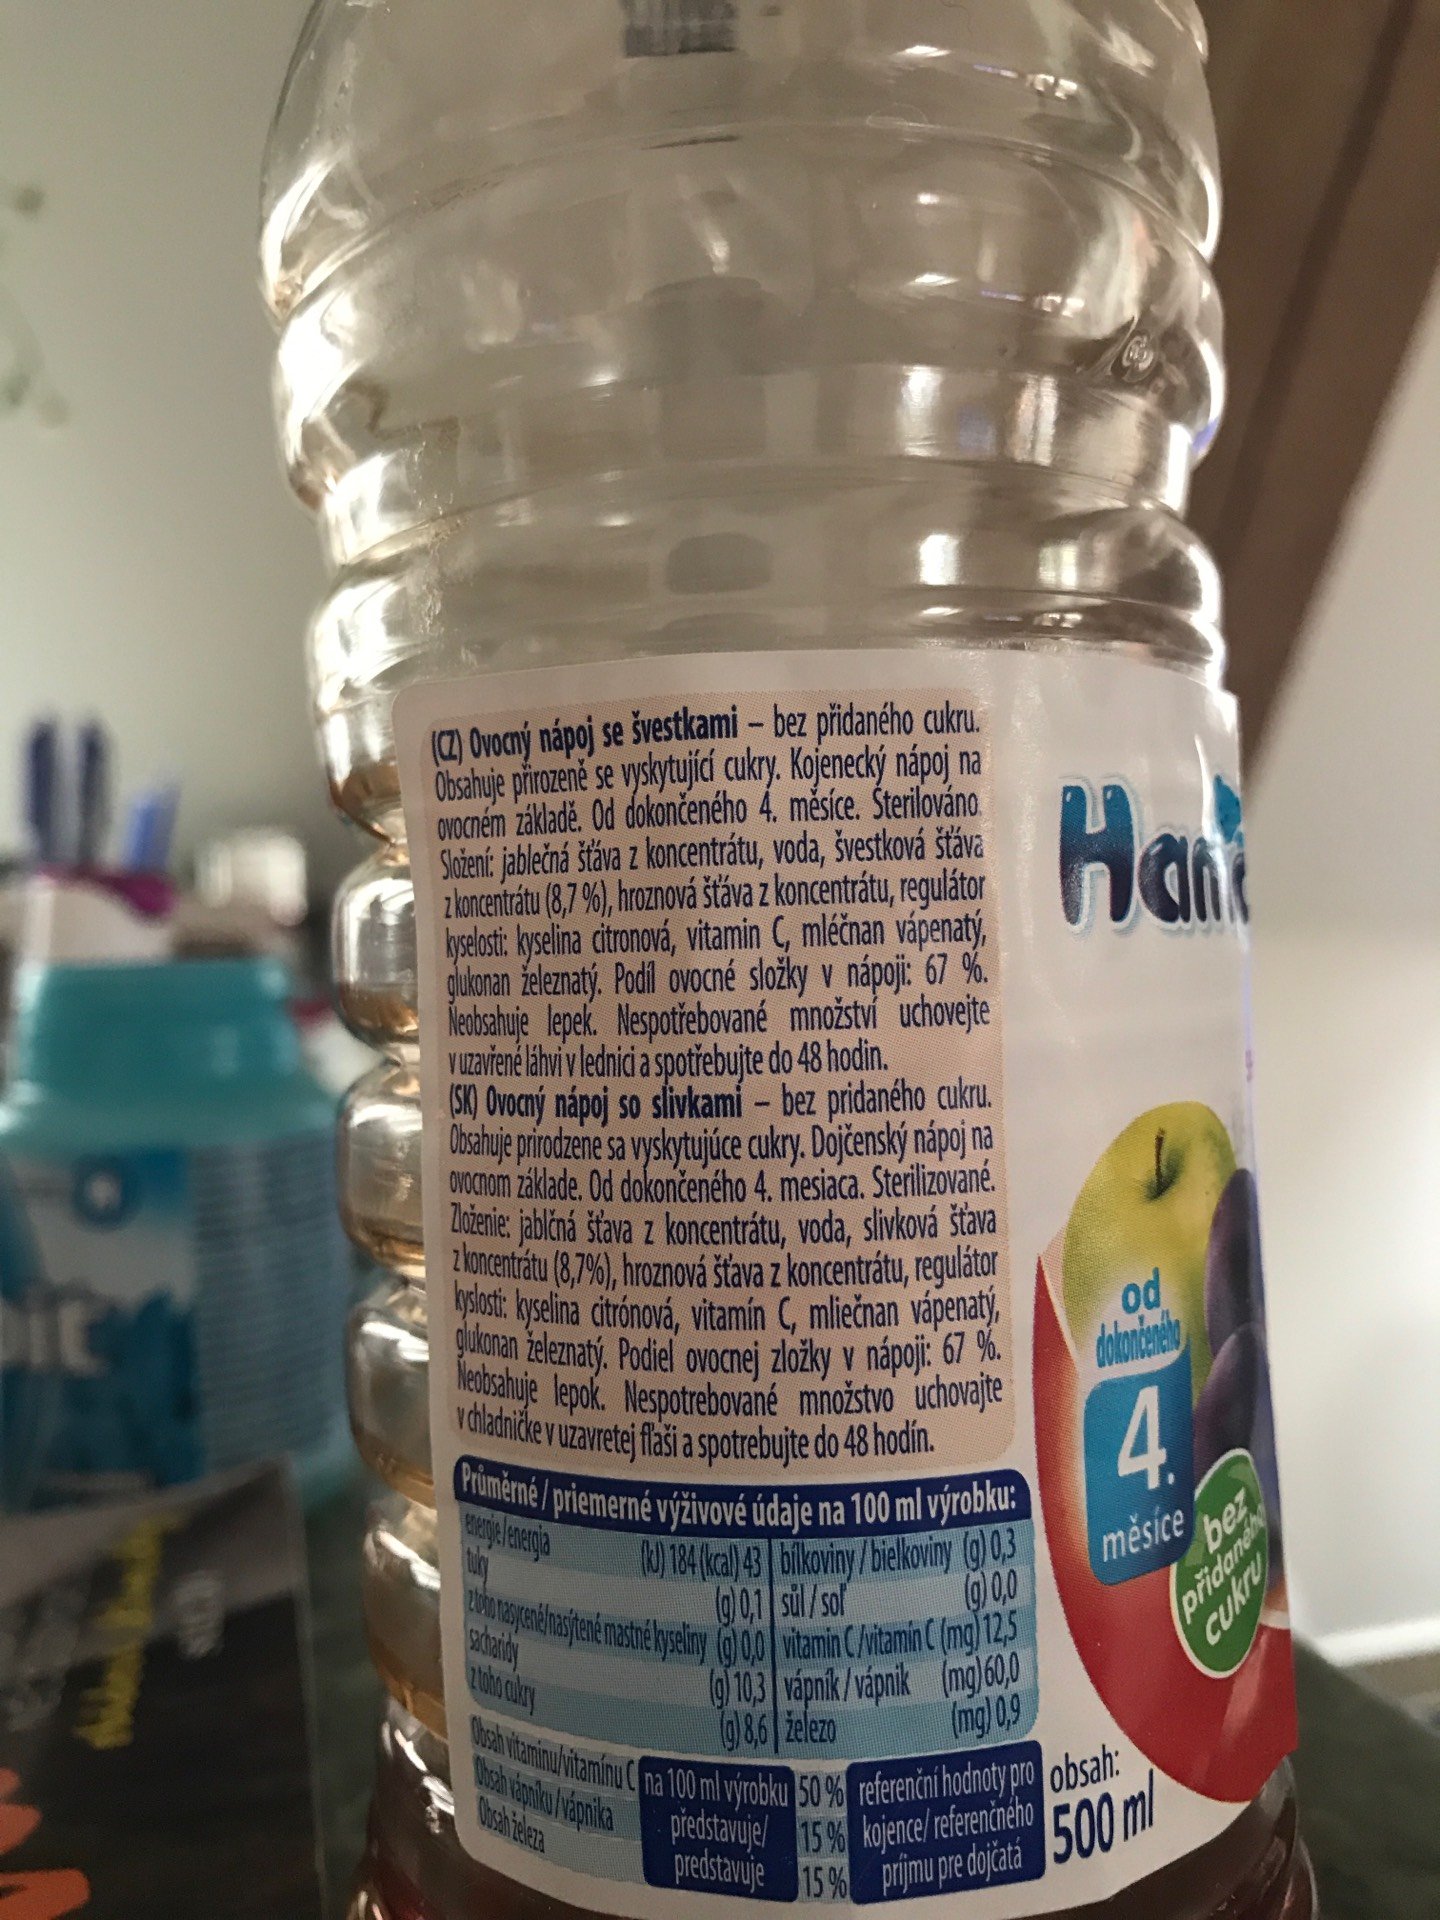 (CZ) Ovocný nápoj se švestkami – bez přidaného cukru.
Obsahuje přirozeně se vyskytující cukry. Kojenecký nápoj na
ovocném základě. Od dokončeného 4. měsíce. Sterilováno.
Složení: jablečná šťáva z koncentrátu, voda, švestková šťáva
z koncentrátu (8,7 %), hroznová šťáva z koncentrátu, regulátor
kyselosti: kyselina citronová, vitamin C, mléčnan vápenatý,
glukonan železnatý. Podíl ovocné složky v nápoji: 67 %.
Neobsahuje lepek. Nespotřebované množství uchovejte
v uzavřené láhvi v lednici a spotřebujte do 48 hodin.
(SK) Ovocný nápoj so slivkami – bez pridaného cukru.
Obsahuje prirodzene sa vyskytujúce cukry. Dojčenský nápoj na
ovocnom základe. Od dokončeného 4. mesiaca. Sterilizované.
Zloženie: jablčná šťava z koncentrátu, voda, slivková šťava
z koncentrátu (8,7%), hroznová šťava z koncentrátu, regulátor
kyslosti: kyselina citrónová, vitamín C, mliečnan vápenatý,
glukonan železnatý. Podiel ovocnej zložky v nápoji: 67 %.
Neobsahuje lepok. Nespotrebované množstvo uchovajte
v chladničke v uzavretej fľaši a spotrebujte do 48 hodín.
Průměrné / priemerné výživové údaje na 100 ml výrobku:
energie/energia (kJ) 184 (kcal) 43
tuky (g) 0,1
z toho nasycené/nasýtené mastné kyseliny (g) 0,0
sacharidy (g) 10,3
z toho cukry (g) 8,6
bílkoviny / bielkoviny (g) 0,3
sůl / soľ (g) 0,0
vitamin C /vitamín C (mg) 12,5
vápník / vápnik (mg) 60,0
železo (mg) 0,9
Obsah vitaminu/vitamínu C
Obsah vápníku / vápnika
Obsah železa
na 100 ml výrobku
představuje/
predstavuje
50 %
15 %
15 %
referenční hodnoty pro
kojence/ referenčného
príjmu pre dojčatá
obsah:
500 ml
Ham
od
dokončeného
4.
měsíce
bez
přidaného
cukru